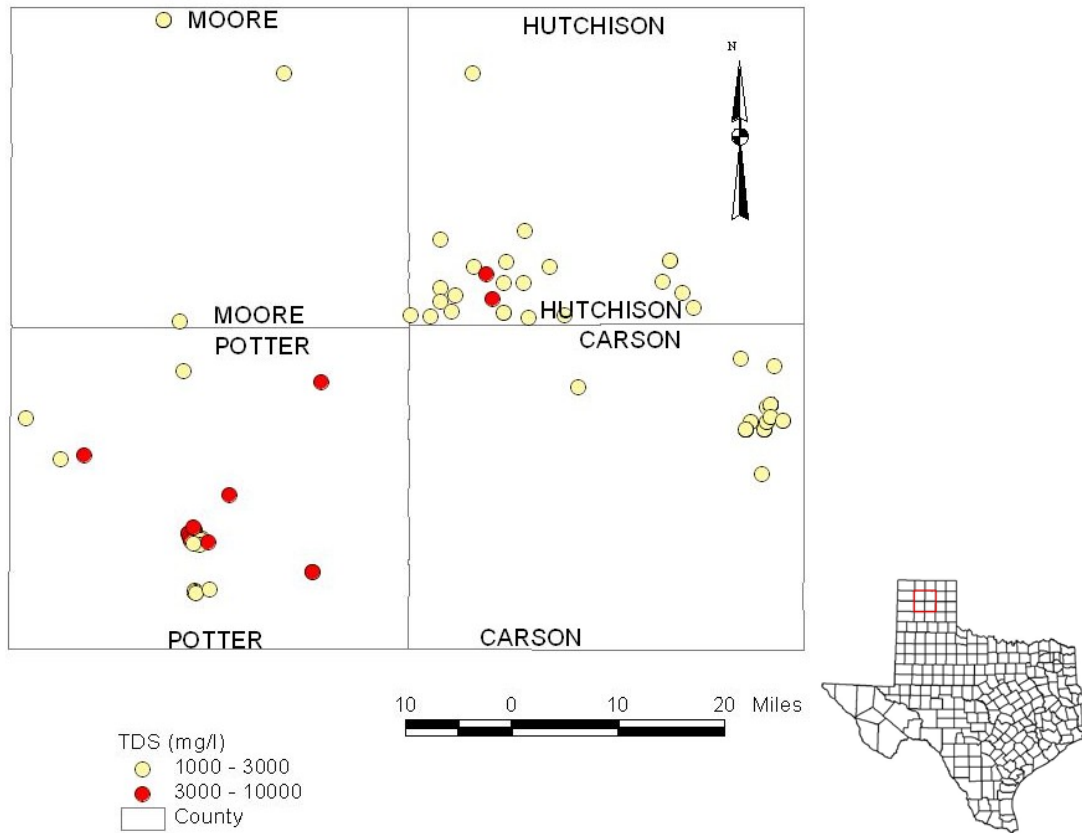 MOORE
HUTCHISON
N
MOORE
HUTCHISON
POTTER
CARSON
POTTER
CARSON
10 0 10 20 Miles
TDS (mg/l)
1000 - 3000
3000 - 10000
County